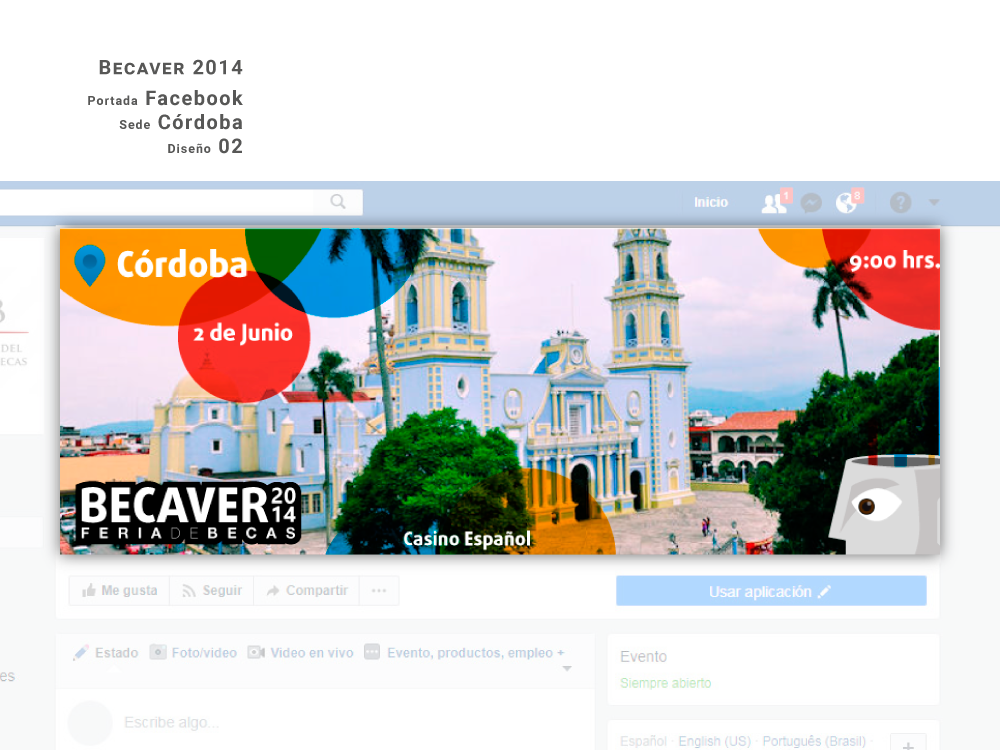 BECAVER 2014
Portada Facebook
Sede Córdoba
Diseño 02
Inicio
1
8
Córdoba
9:00 hrs.
2 de Junio
DEL
ECAS
BECAVER 2014
FERIA DE BECAS
Casino Español
Me gusta
Seguir
Compartir
...
Usar aplicación
Estado
Foto/video
Video en vivo
Evento, productos, empleo +
Evento
es
Siempre abierto
Escribe algo...
Español · English (US) · Português (Brasil) ·
+